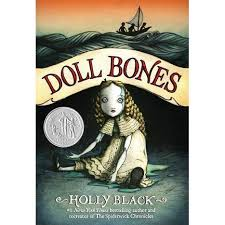 DOLL BONES
HOLLY BLACK
#1 New York Times bestselling author and
cocreator of The Spiderwick Chronicles